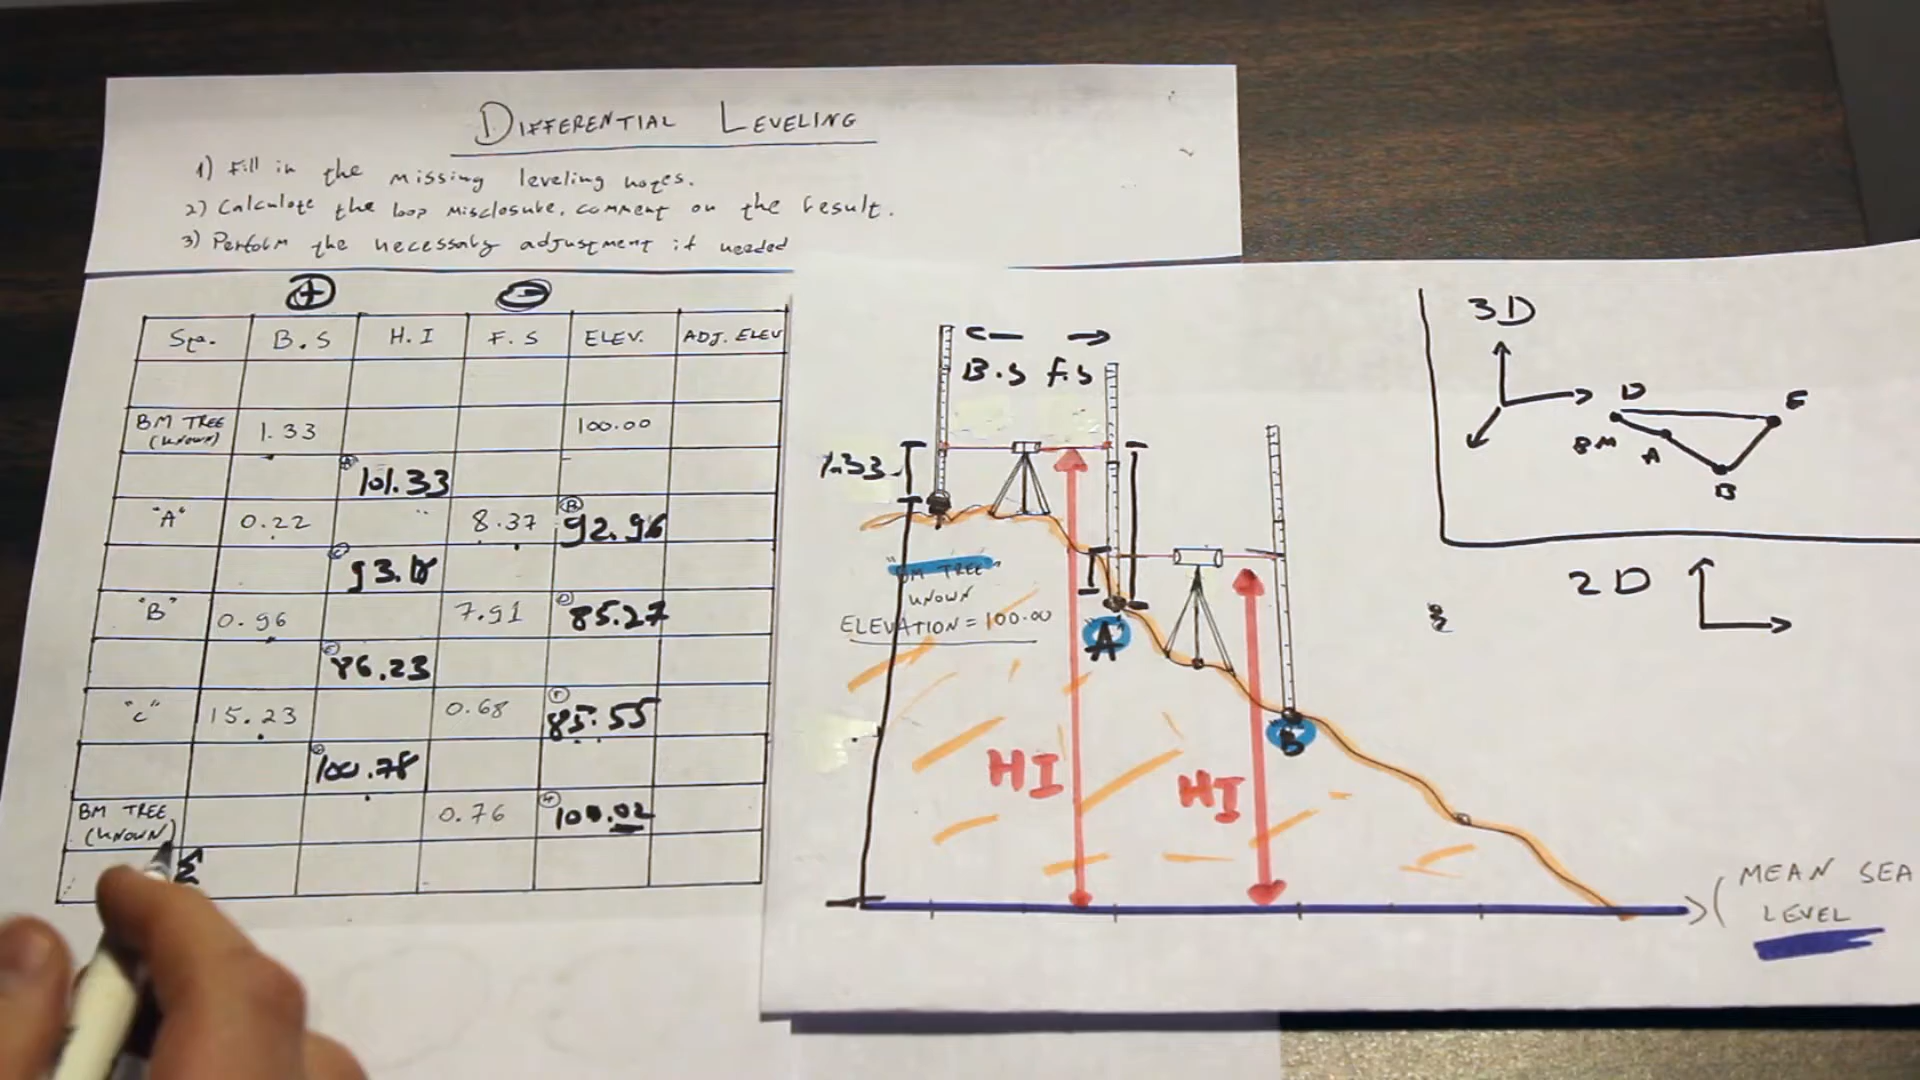 DIFFERENTIAL LEVELING
1) Fill in the missing leveling notes.
2) Calculate the loop misclosure, comment on the result.
3) Perform the necessary adjustment if needed
+ -
Sta. B.S H.I F.S ELEV. ADJ. ELEV
BM TREE
(KNOWN) 1.33 100.00
A 101.33
"A" 0.22 8.37 B 92.96
C 93.18
"B" 0.96 7.91 D 85.27
E 86.23
"C" 15.23 0.68 F 85.55
G 100.78
BM TREE
(KNOWN) 0.76 H 100.02
Σ
B.S F.S
1.33
"BM TREE"
KNOWN
ELEVATION = 100.00
"A"
B
HI
HI
MEAN SEA
LEVEL
3D
D
BM
A
B
2D